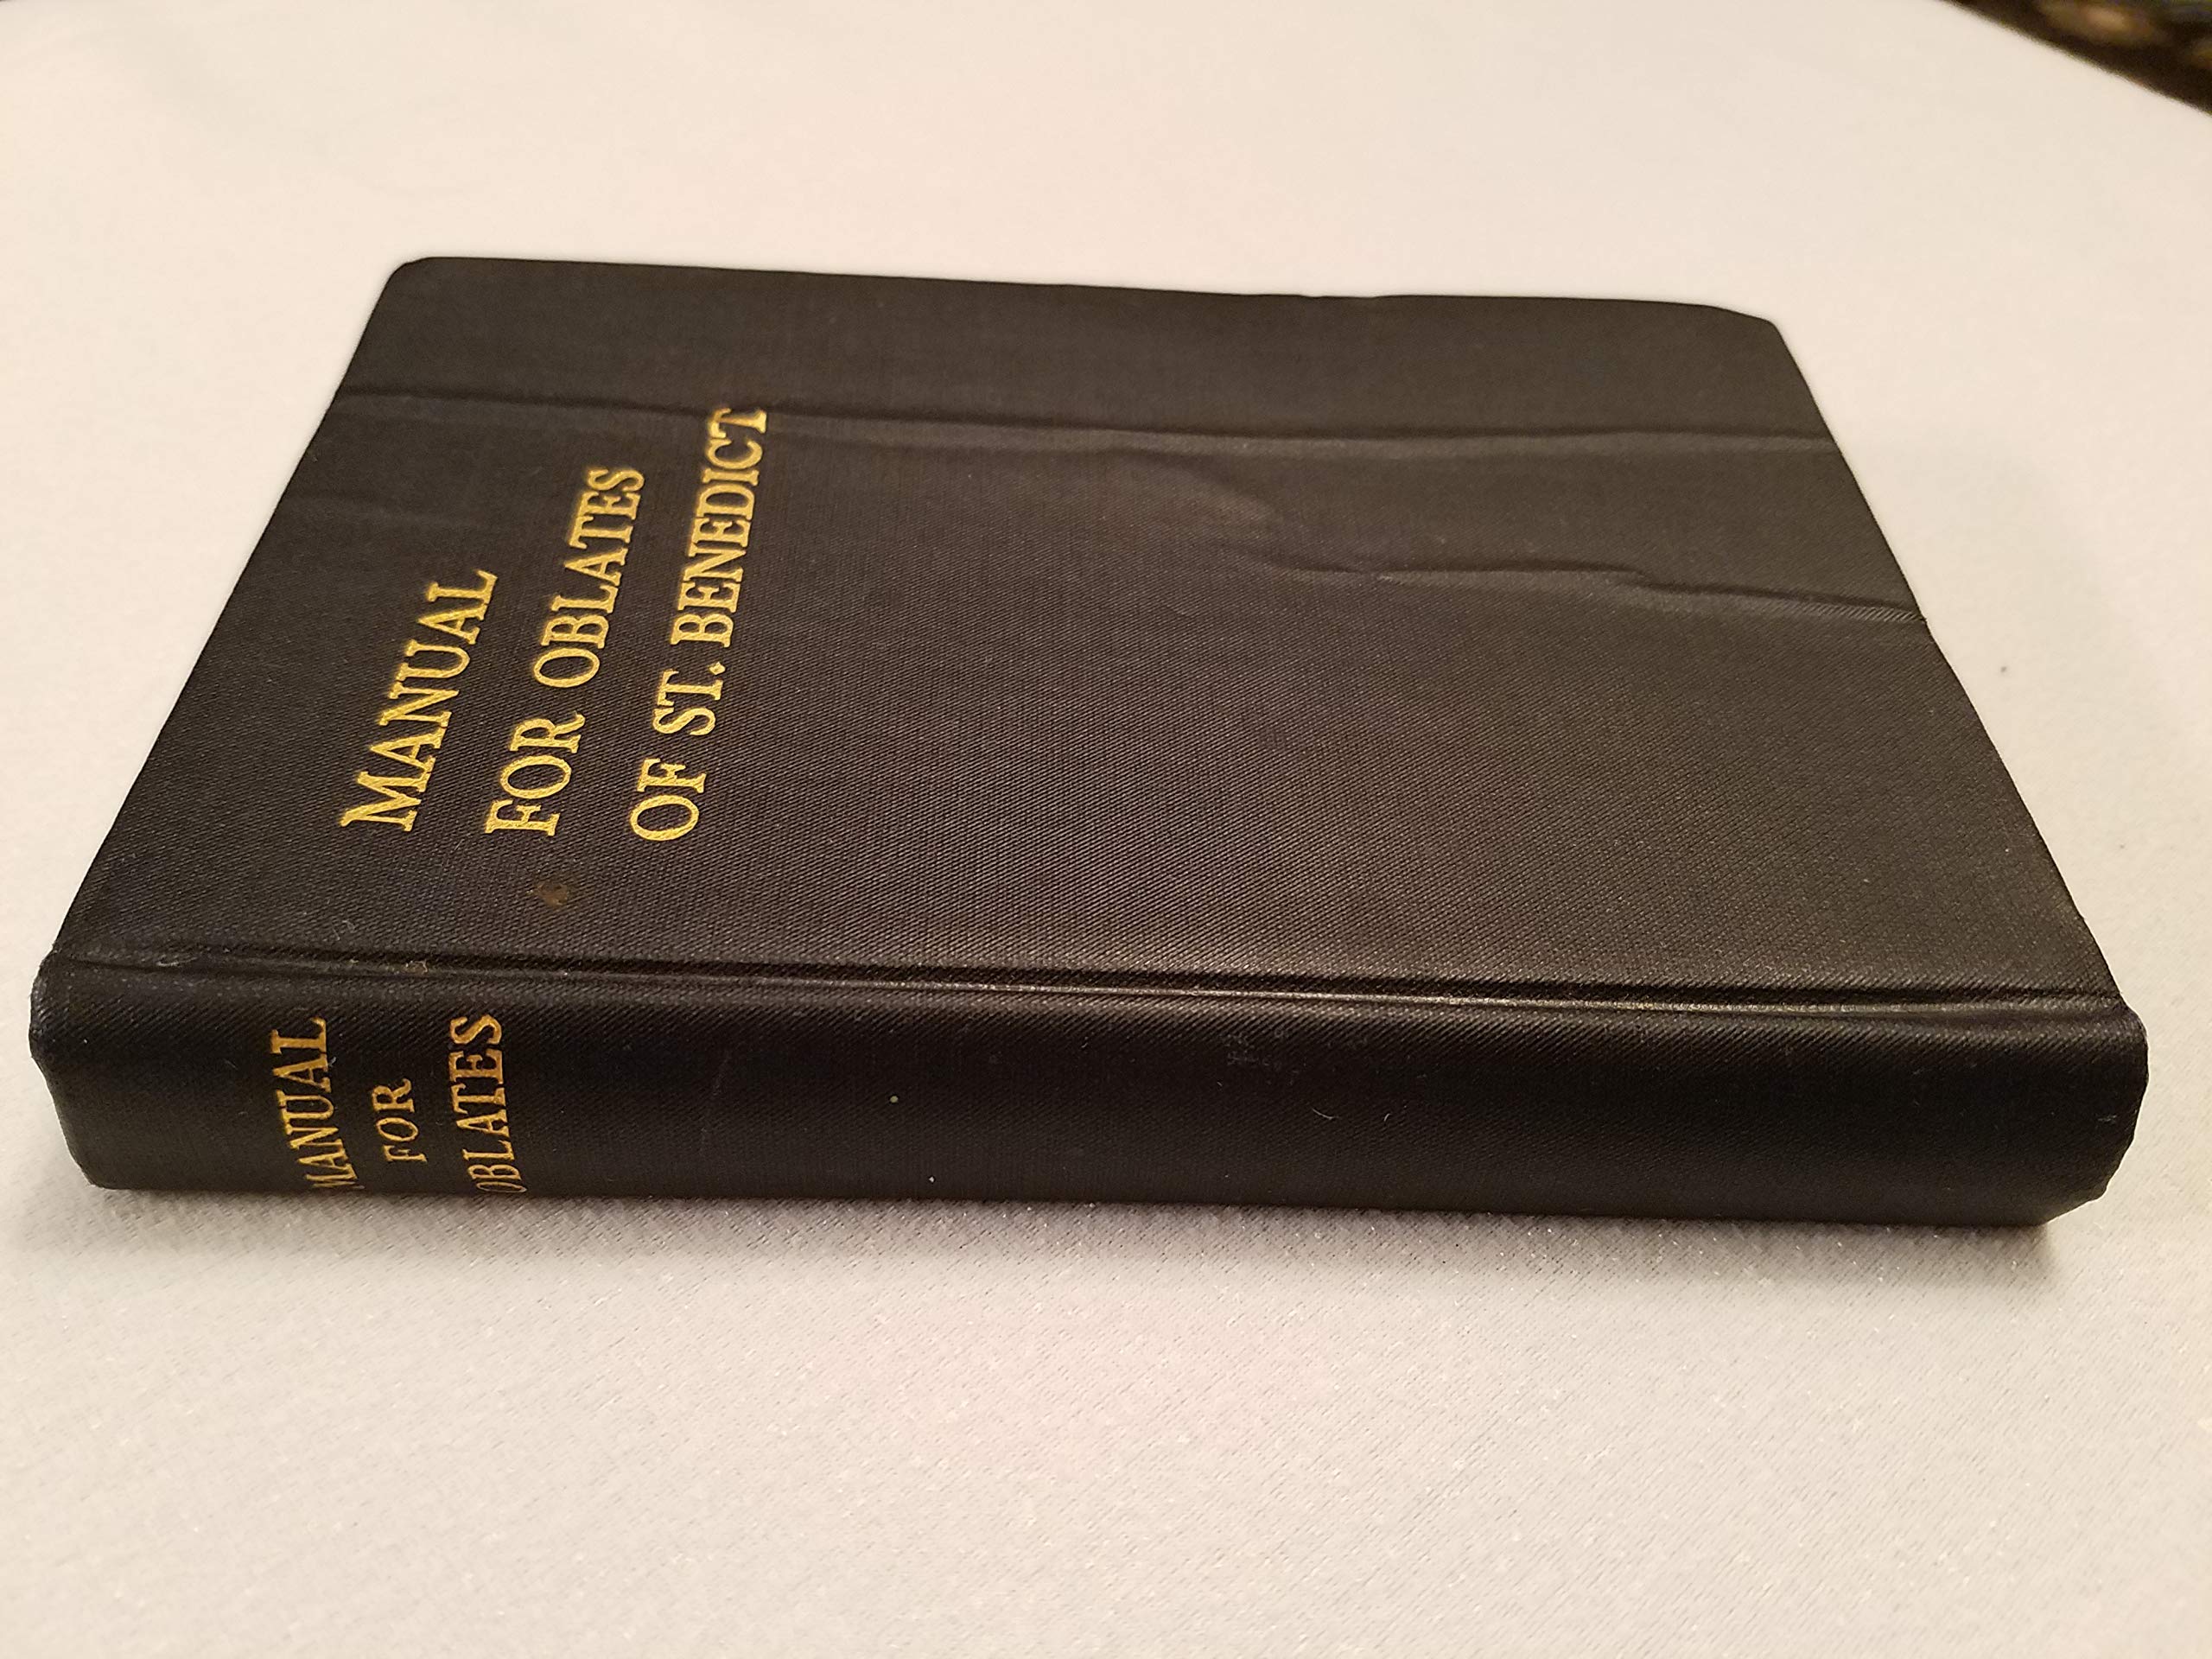 MANUAL
FOR OBLATES
OF ST. BENEDICT
MANUAL
FOR
OBLATES